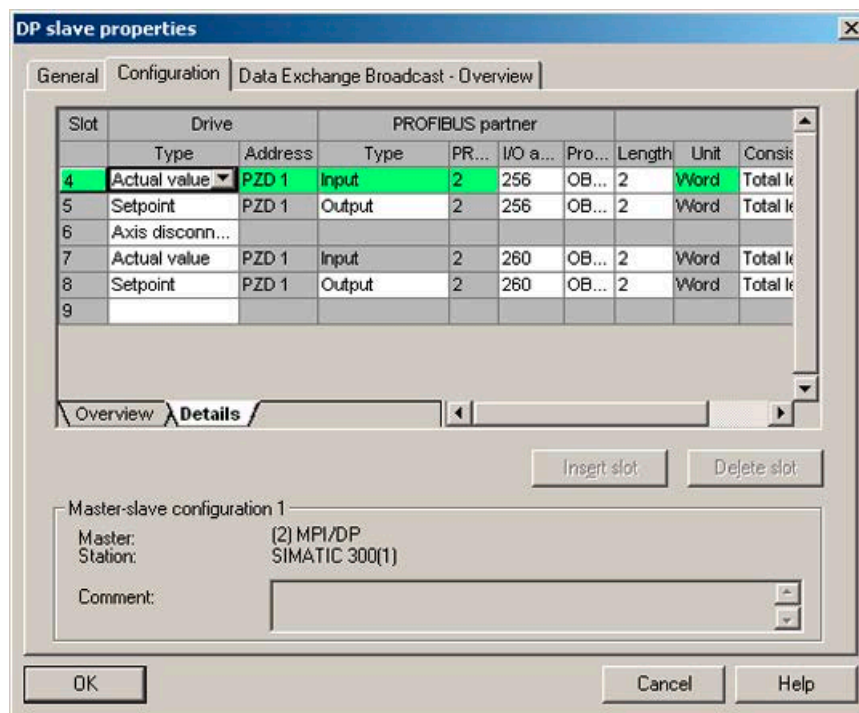 DP slave properties
General Configuration Data Exchange Broadcast - Overview
Slot Drive PROFIBUS partner
Type Address Type PR... I/O a... Pro... Length Unit Consis
4 Actual value PZD 1 Input 2 256 OB... 2 Word Total le
5 Setpoint PZD 1 Output 2 256 OB... 2 Word Total le
6 Axis disconn...
7 Actual value PZD 1 Input 2 260 OB... 2 Word Total le
8 Setpoint PZD 1 Output 2 260 OB... 2 Word Total le
9
Overview Details
Insert slot Delete slot
Master-slave configuration 1
Master: (2) MPI/DP
Station: SIMATIC 300(1)
Comment:
OK Cancel Help